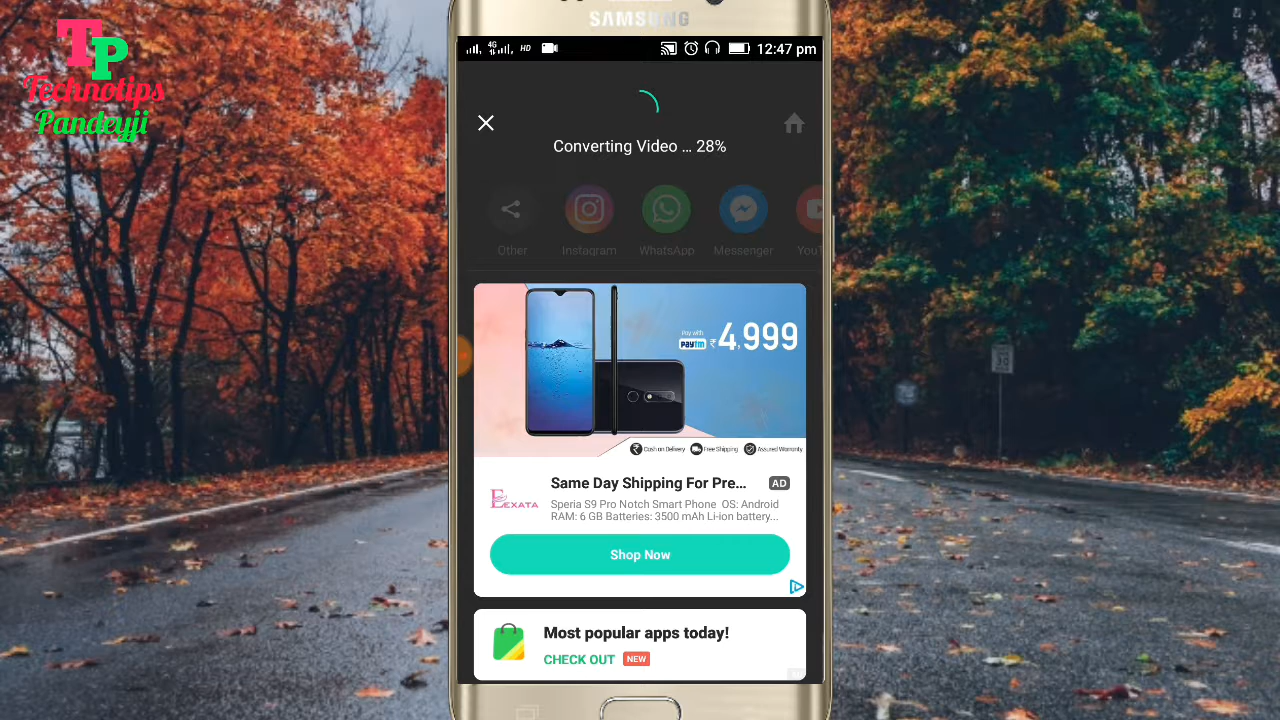 TP
Technotips
Pandeyji
SAMSUNG
4G HD 12:47 pm
Converting Video ... 28%
Other Instagram WhatsApp Messenger YouT
Pay with
paytm ₹4,999
Cash on Delivery Free Shipping Assured Warranty
Same Day Shipping For Pre... AD
EEXATA
Speria S9 Pro Notch Smart Phone OS: Android
RAM: 6 GB Batteries: 3500 mAh Li-ion battery...
Shop Now
Most popular apps today!
CHECK OUT NEW